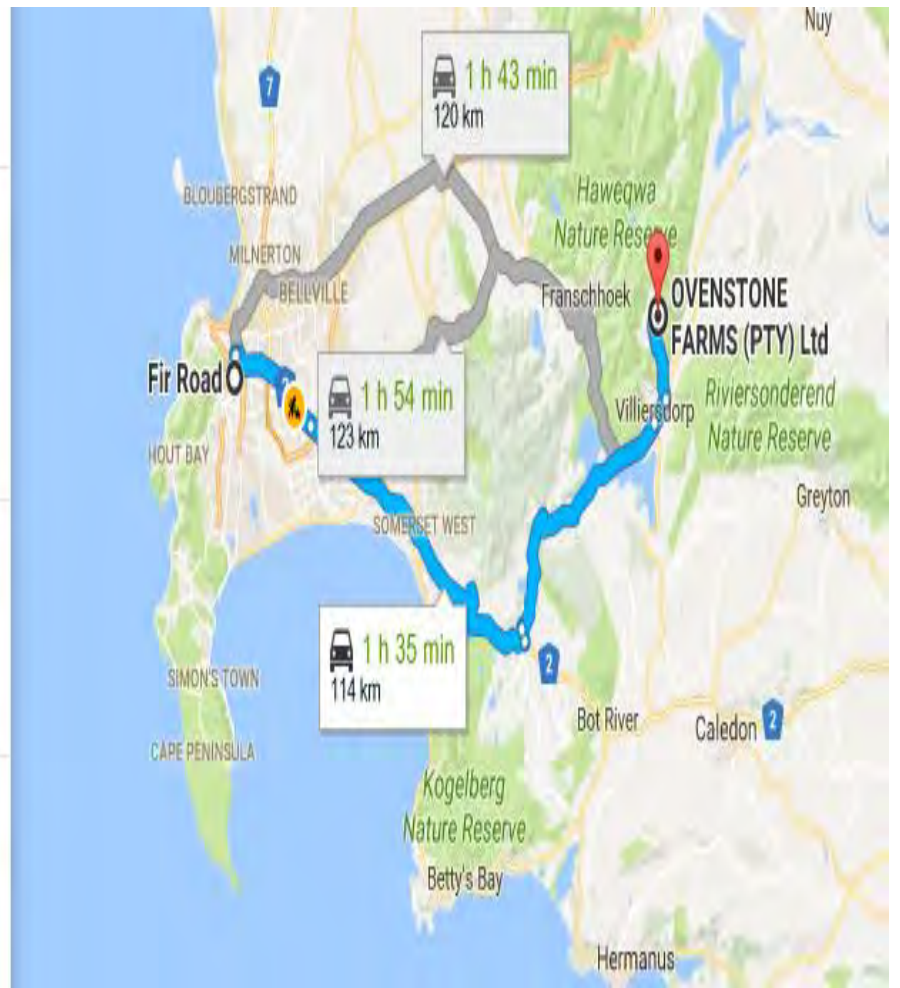 Nuy
1 h 43 min
120 km
7
BLOUBERGSTRAND
Haweqwa
Nature Reserve
MILNERTON
BELLVILLE
Franschhoek
OVENSTONE
FARMS (PTY) Ltd
Fir Road
1 h 54 min
123 km
Villiersdorp
Riviersonderend
Nature Reserve
HOUT BAY
Greyton
SOMERSET WEST
1 h 35 min
114 km
2
SIMON'S TOWN
Bot River
Caledon
2
CAPE PENINSULA
Kogelberg
Nature Reserve
Betty's Bay
Hermanus